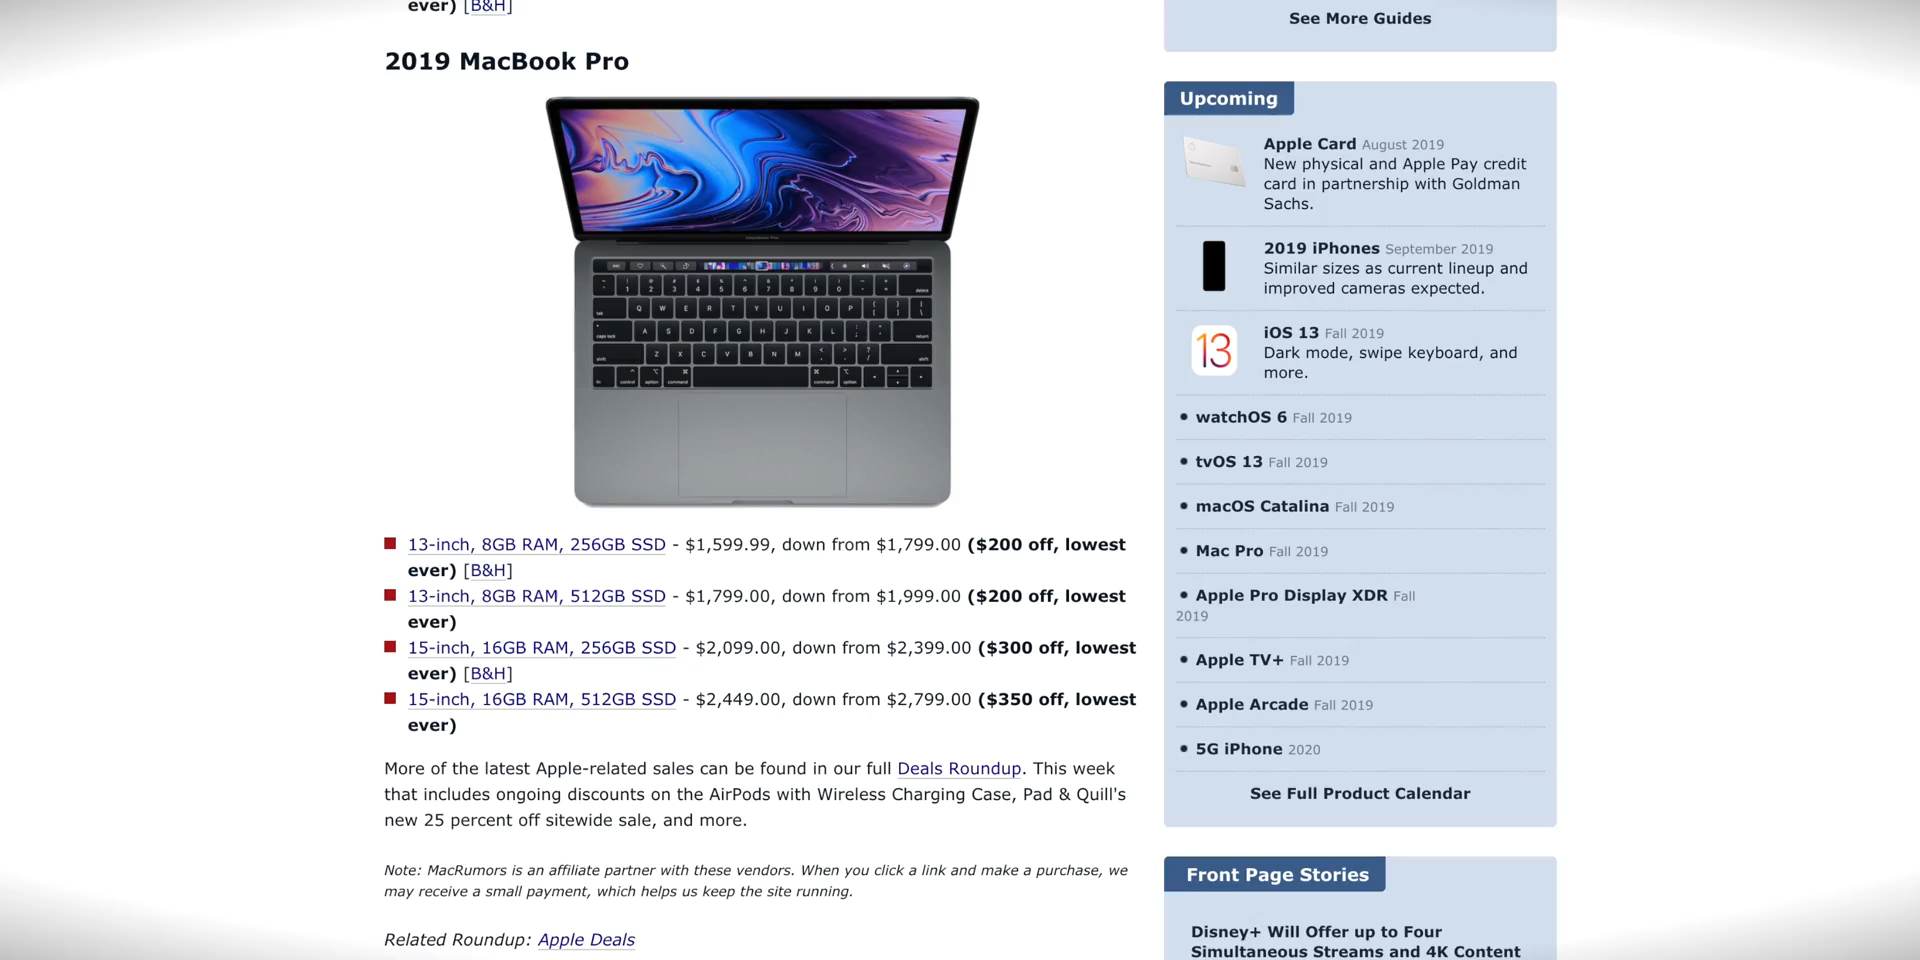 ever) [B&H]
2019 MacBook Pro
13-inch, 8GB RAM, 256GB SSD - $1,599.99, down from $1,799.00 ($200 off, lowest
ever) [B&H]
13-inch, 8GB RAM, 512GB SSD - $1,799.00, down from $1,999.00 ($200 off, lowest
ever)
15-inch, 16GB RAM, 256GB SSD - $2,099.00, down from $2,399.00 ($300 off, lowest
ever) [B&H]
15-inch, 16GB RAM, 512GB SSD - $2,449.00, down from $2,799.00 ($350 off, lowest
ever)
More of the latest Apple-related sales can be found in our full Deals Roundup. This week
that includes ongoing discounts on the AirPods with Wireless Charging Case, Pad & Quill's
new 25 percent off sitewide sale, and more.
Note: MacRumors is an affiliate partner with these vendors. When you click a link and make a purchase, we
may receive a small payment, which helps us keep the site running.
Related Roundup: Apple Deals
See More Guides
Upcoming
Apple Card August 2019
New physical and Apple Pay credit
card in partnership with Goldman
Sachs.
2019 iPhones September 2019
Similar sizes as current lineup and
improved cameras expected.
13
iOS 13 Fall 2019
Dark mode, swipe keyboard, and
more.
watchOS 6 Fall 2019
tvOS 13 Fall 2019
macOS Catalina Fall 2019
Mac Pro Fall 2019
Apple Pro Display XDR Fall
2019
Apple TV+ Fall 2019
Apple Arcade Fall 2019
5G iPhone 2020
See Full Product Calendar
Front Page Stories
Disney+ Will Offer up to Four
Simultaneous Streams and 4K Content